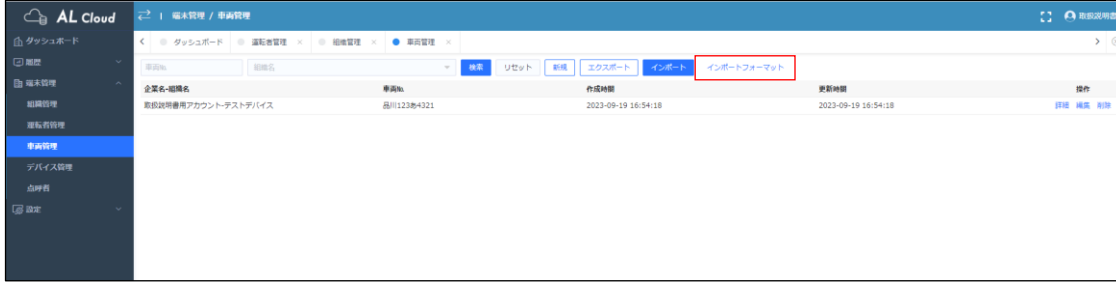 AL Cloud
端末管理 / 車両管理
取扱説明書
ダッシュボード
ダッシュボード 運転者管理 × 組織管理 × 車両管理 ×
履歴
車両No. 組織名 検索 リセット 新規 エクスポート インポート インポートフォーマット
端末管理
企業名-組織名 車両No. 作成時間 更新時間 操作
組織管理
取扱説明書用アカウント-テストデバイス 品川123あ4321 2023-09-19 16:54:18 2023-09-19 16:54:18 詳細 編集 削除
運転者管理
車両管理
デバイス管理
点呼者
設定